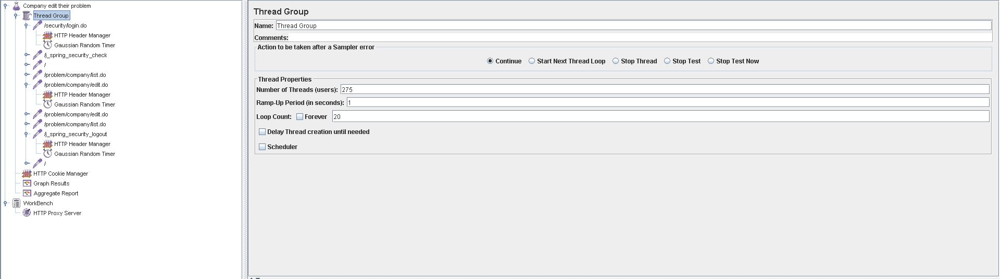 Company edit their problem
Thread Group
/security/login.do
HTTP Header Manager
Gaussian Random Timer
/j_spring_security_check
/
/problem/company/list.do
/problem/company/edit.do
HTTP Header Manager
Gaussian Random Timer
/problem/company/edit.do
/problem/company/list.do
/j_spring_security_logout
HTTP Header Manager
Gaussian Random Timer
/
HTTP Cookie Manager
Graph Results
Aggregate Report
WorkBench
HTTP Proxy Server
Thread Group
Name: Thread Group
Comments:
Action to be taken after a Sampler error
Continue Start Next Thread Loop Stop Thread Stop Test Stop Test Now
Thread Properties
Number of Threads (users): 275
Ramp-Up Period (in seconds): 1
Loop Count: Forever 20
Delay Thread creation until needed
Scheduler